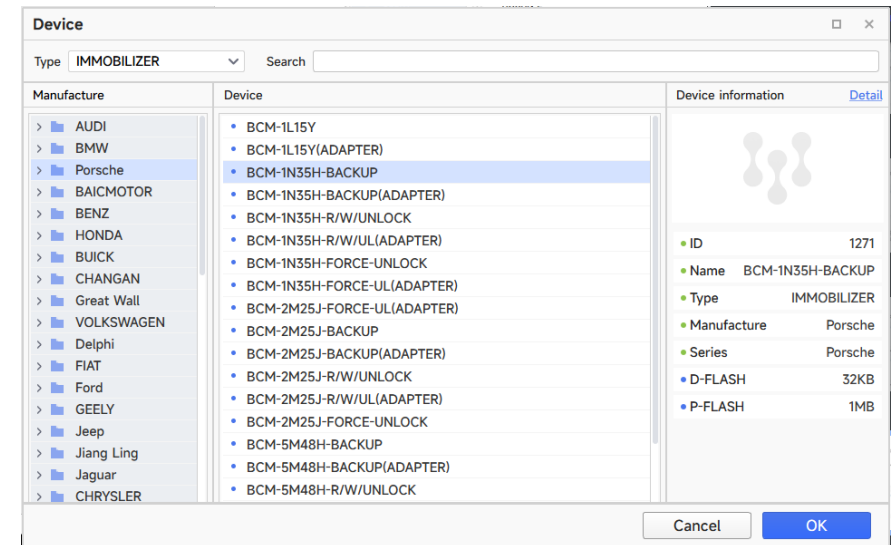 Device
Type IMMOBILIZER Search
Manufacture
AUDI
BMW
Porsche
BAICMOTOR
BENZ
HONDA
BUICK
CHANGAN
Great Wall
VOLKSWAGEN
Delphi
FIAT
Ford
GEELY
Jeep
Jiang Ling
Jaguar
CHRYSLER
Device
BCM-1L15Y
BCM-1L15Y(ADAPTER)
BCM-1N35H-BACKUP
BCM-1N35H-BACKUP(ADAPTER)
BCM-1N35H-R/W/UNLOCK
BCM-1N35H-R/W/UL(ADAPTER)
BCM-1N35H-FORCE-UNLOCK
BCM-1N35H-FORCE-UL(ADAPTER)
BCM-2M25J-FORCE-UL(ADAPTER)
BCM-2M25J-BACKUP
BCM-2M25J-BACKUP(ADAPTER)
BCM-2M25J-R/W/UNLOCK
BCM-2M25J-R/W/UL(ADAPTER)
BCM-2M25J-FORCE-UNLOCK
BCM-5M48H-BACKUP
BCM-5M48H-BACKUP(ADAPTER)
BCM-5M48H-R/W/UNLOCK
Device information Detail
ID 1271
Name BCM-1N35H-BACKUP
Type IMMOBILIZER
Manufacture Porsche
Series Porsche
D-FLASH 32KB
P-FLASH 1MB
Cancel OK